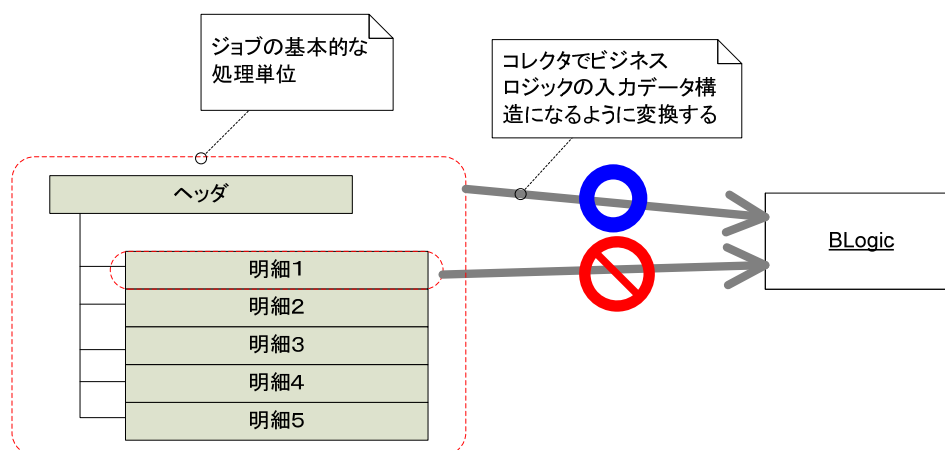 ジョブの基本的な
処理単位
コレクタでビジネス
ロジックの入力データ構
造になるように変換する
ヘッダ
明細1
明細2
明細3
明細4
明細5
BLogic